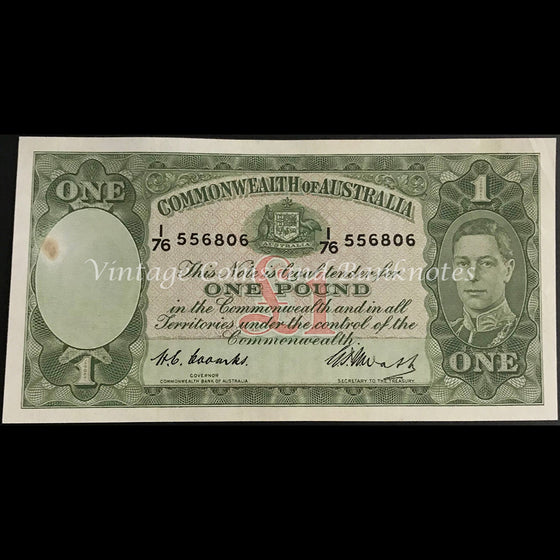 ONE
COMMONWEALTH OF AUSTRALIA
1
I/76 556806 I/76 556806
AUSTRALIA
Vintage Coins and Banknotes
This Note is Legal Tender for
ONE POUND
in the Commonwealth and in all
Territories under the control of the
Commonwealth.
£1
GOVERNOR
COMMONWEALTH BANK OF AUSTRALIA
SECRETARY TO THE TREASURY.
1
ONE